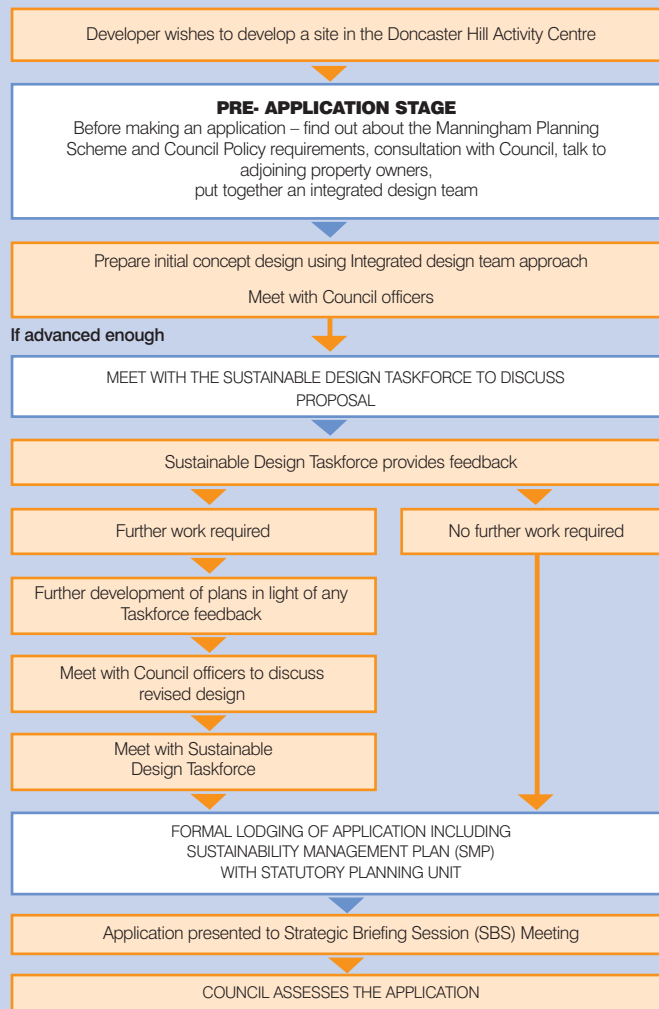 Developer wishes to develop a site in the Doncaster Hill Activity Centre
PRE- APPLICATION STAGE
Before making an application – find out about the Manningham Planning
Scheme and Council Policy requirements, consultation with Council, talk to
adjoining property owners,
put together an integrated design team
Prepare initial concept design using Integrated design team approach
Meet with Council officers
If advanced enough
MEET WITH THE SUSTAINABLE DESIGN TASKFORCE TO DISCUSS
PROPOSAL
Sustainable Design Taskforce provides feedback
Further work required
No further work required
Further development of plans in light of any
Taskforce feedback
Meet with Council officers to discuss
revised design
Meet with Sustainable
Design Taskforce
FORMAL LODGING OF APPLICATION INCLUDING
SUSTAINABILITY MANAGEMENT PLAN (SMP)
WITH STATUTORY PLANNING UNIT
Application presented to Strategic Briefing Session (SBS) Meeting
COUNCIL ASSESSES THE APPLICATION